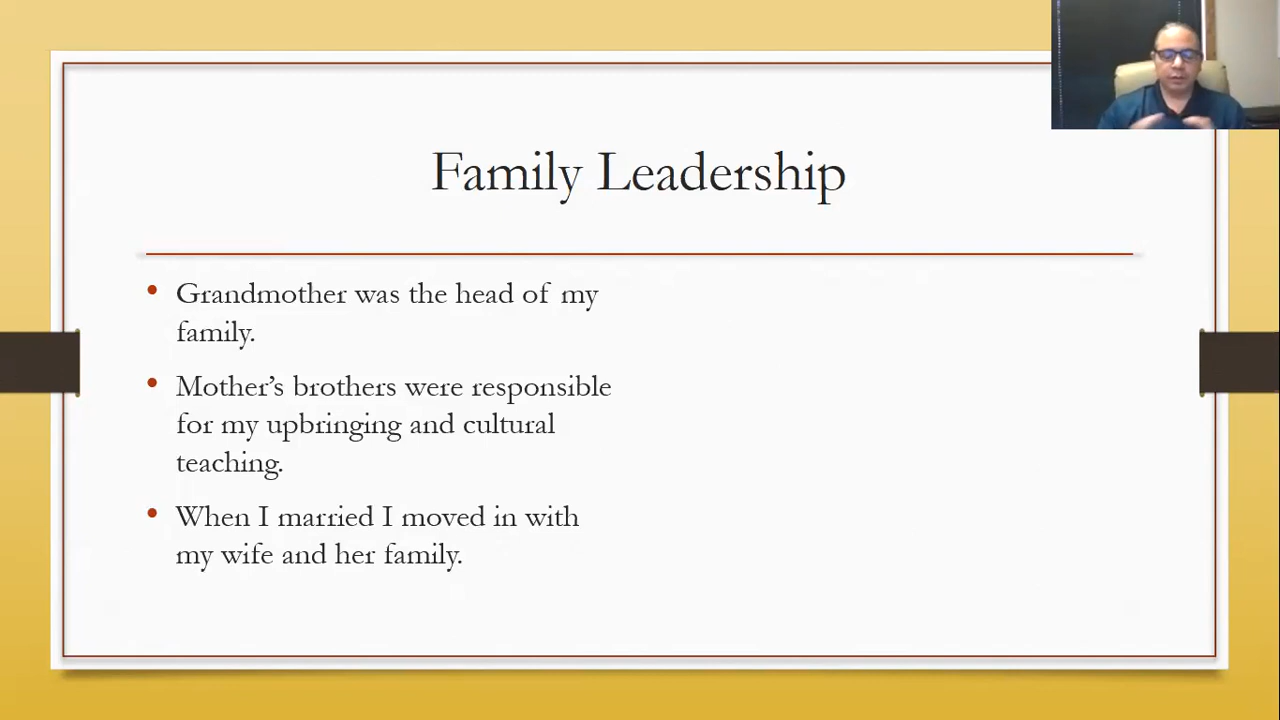 Family Leadership
• Grandmother was the head of my
family.
• Mother’s brothers were responsible
for my upbringing and cultural
teaching.
• When I married I moved in with
my wife and her family.